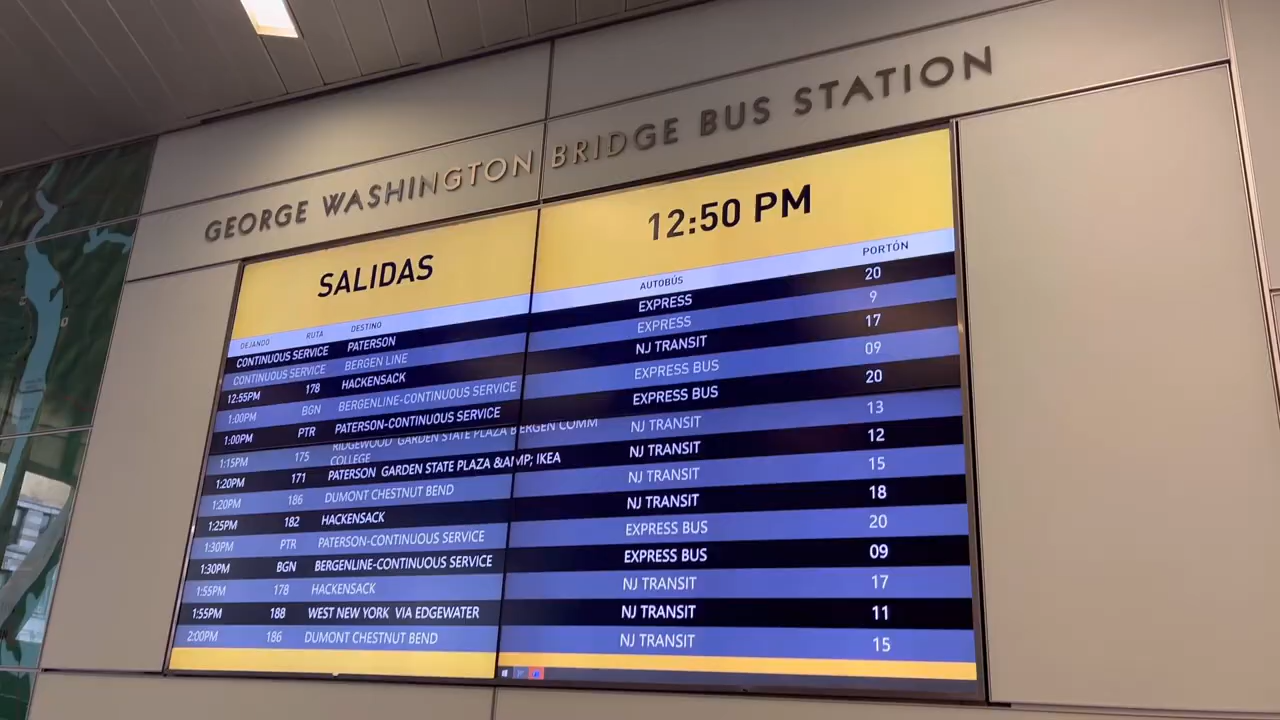 GEORGE WASHINGTON BRIDGE BUS STATION
SALIDAS 12:50 PM
DEJANDO RUTA DESTINO AUTOBÚS PORTÓN
CONTINUOUS SERVICE PATERSON EXPRESS 20
CONTINUOUS SERVICE BERGEN LINE EXPRESS 9
12:55PM 178 HACKENSACK NJ TRANSIT 17
1:00PM BGN BERGENLINE-CONTINUOUS SERVICE EXPRESS BUS 09
1:00PM PTR PATERSON-CONTINUOUS SERVICE EXPRESS BUS 20
1:15PM 175 RIDGEWOOD GARDEN STATE PLAZA BERGEN COMM NJ TRANSIT 13
COLLEGE
1:20PM 171 PATERSON GARDEN STATE PLAZA &AMP; IKEA NJ TRANSIT 12
1:20PM 186 DUMONT CHESTNUT BEND NJ TRANSIT 15
1:25PM 182 HACKENSACK NJ TRANSIT 18
1:30PM PTR PATERSON-CONTINUOUS SERVICE EXPRESS BUS 20
1:30PM BGN BERGENLINE-CONTINUOUS SERVICE EXPRESS BUS 09
1:55PM 178 HACKENSACK NJ TRANSIT 17
1:55PM 188 WEST NEW YORK VIA EDGEWATER NJ TRANSIT 11
2:00PM 186 DUMONT CHESTNUT BEND NJ TRANSIT 15